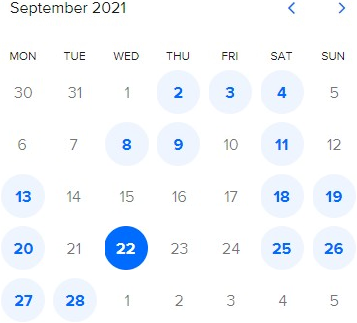 September 2021
MON TUE WED THU FRI SAT SUN
30 31 1 2 3 4 5
6 7 8 9 10 11 12
13 14 15 16 17 18 19
20 21 22 23 24 25 26
27 28 1 2 3 4 5